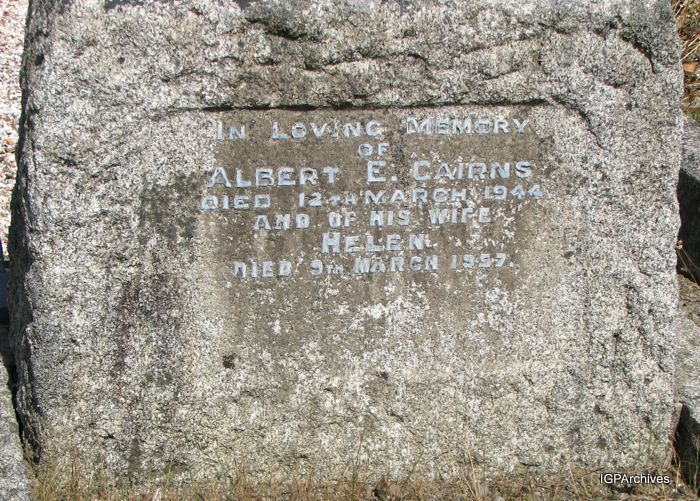 In Loving Memory
of
Albert E. Cairns
Died 12th March 1944.
and of his wife
Helen
died 9th March 1957.
IGPArchives